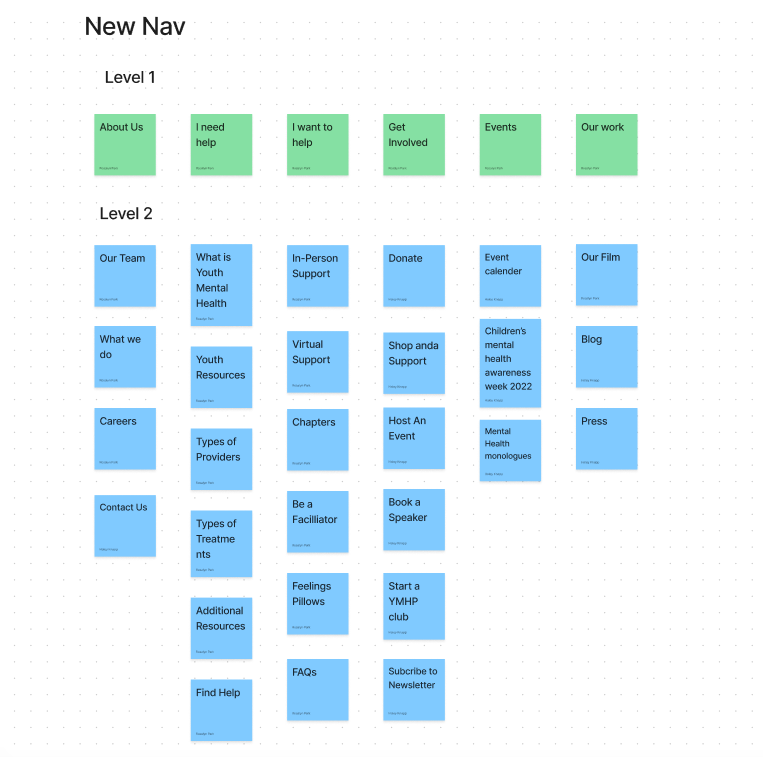 New Nav
Level 1
About Us
I need
help
I want to
help
Get
Involved
Events
Our work
Level 2
Our Team
What we
do
Careers
Contact Us
What is
Youth
Mental
Health
Youth
Resources
Types of
Providers
Types of
Treatme
nts
Additional
Resources
Find Help
In-Person
Support
Virtual
Support
Chapters
Be a
Facilliator
Feelings
Pillows
FAQs
Donate
Shop anda
Support
Host An
Event
Book a
Speaker
Start a
YMHP
club
Subcribe to
Newsletter
Event
calender
Children's
mental
health
awareness
week 2022
Mental
Health
monologues
Our Film
Blog
Press